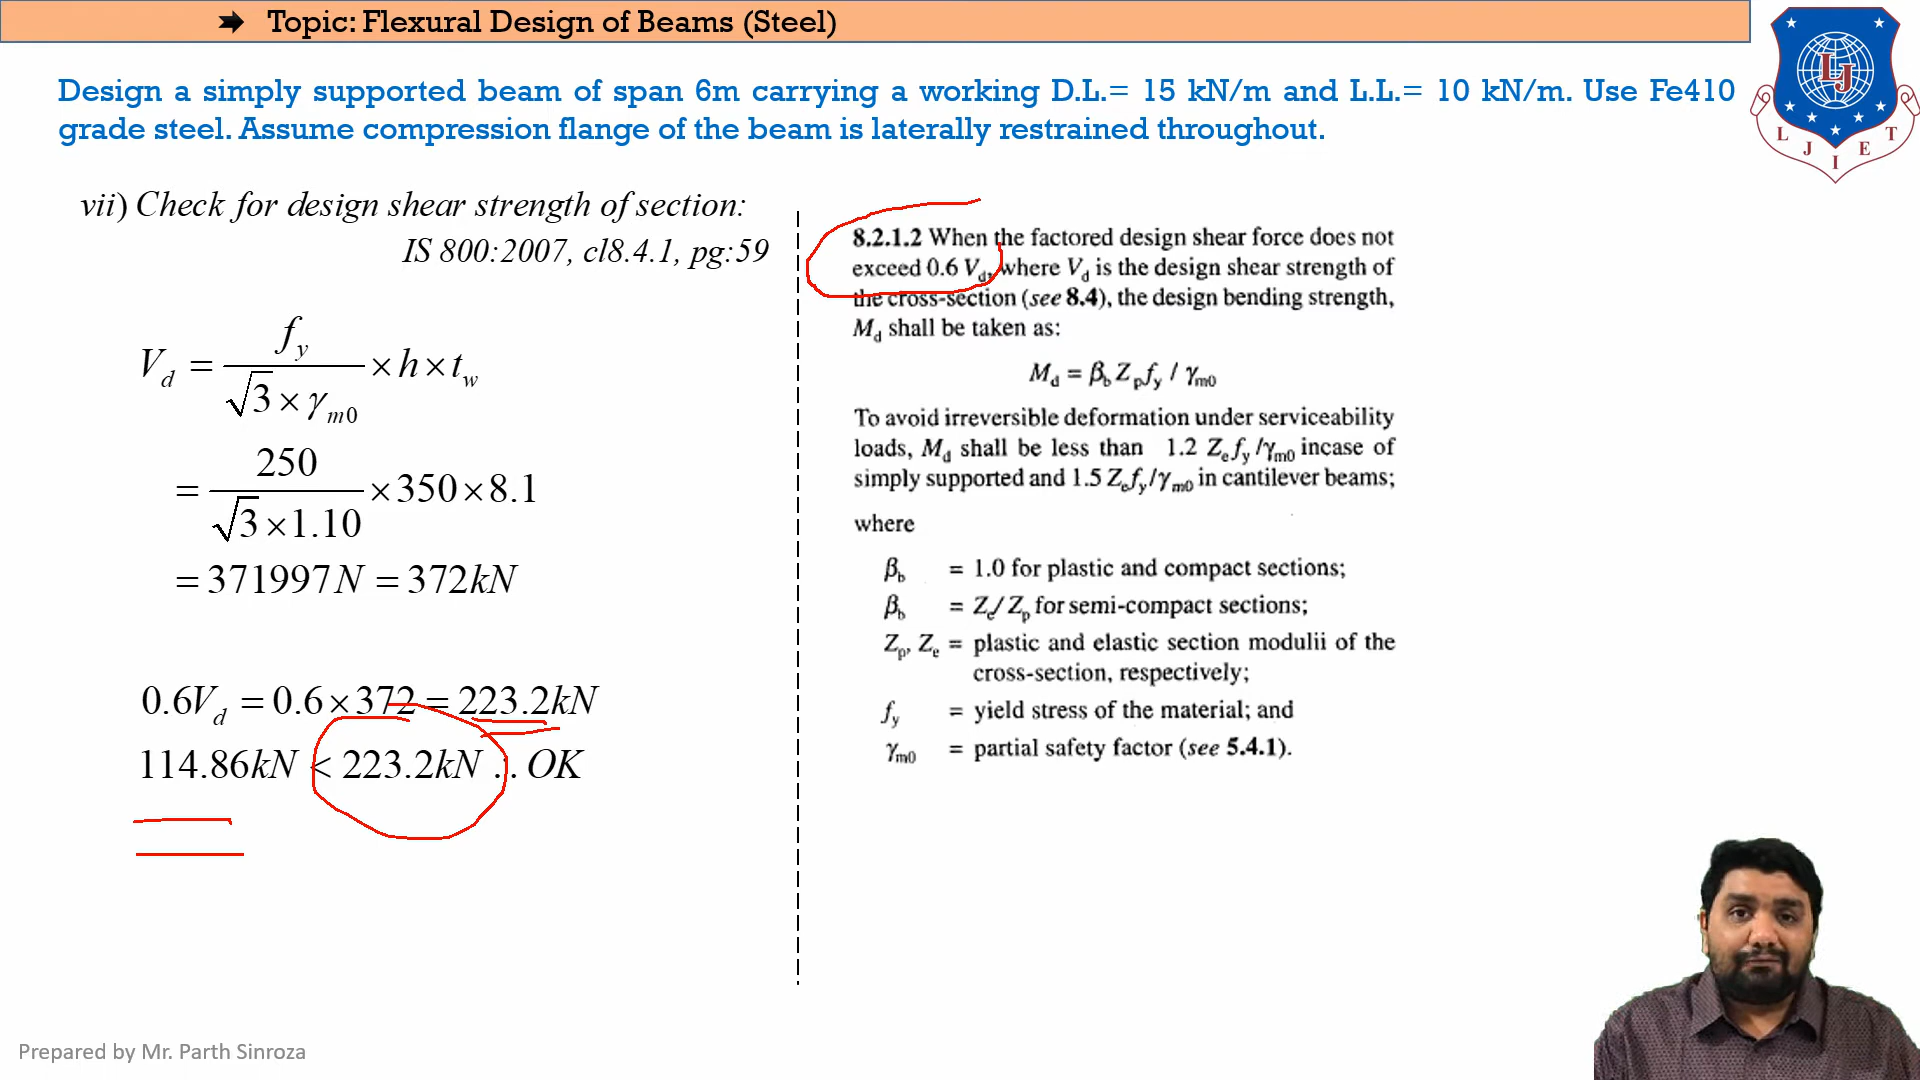 ➡ Topic: Flexural Design of Beams (Steel)
Design a simply supported beam of span 6m carrying a working D.L.= 15 kN/m and L.L.= 10 kN/m. Use Fe410
grade steel. Assume compression flange of the beam is laterally restrained throughout.
LJ
L J I E T
vii) Check for design shear strength of section:
IS 800:2007, cl8.4.1, pg:59
V_d = f_y / (√3 × γ_m0) × h × t_w
= 250 / (√3 × 1.10) × 350 × 8.1
= 371997 N = 372kN
0.6V_d = 0.6 × 372 = 223.2kN
114.86kN < 223.2kN ... OK
8.2.1.2 When the factored design shear force does not
exceed 0.6 V_d, where V_d is the design shear strength of
the cross-section (see 8.4), the design bending strength,
M_d shall be taken as:
M_d = β_b Z_p f_y / γ_m0
To avoid irreversible deformation under serviceability
loads, M_d shall be less than 1.2 Z_e f_y /γ_m0 incase of
simply supported and 1.5 Z_e f_y/γ_m0 in cantilever beams;
where
β_b = 1.0 for plastic and compact sections;
β_b = Z_e/ Z_p for semi-compact sections;
Z_p, Z_e = plastic and elastic section modulii of the
cross-section, respectively;
f_y = yield stress of the material; and
γ_m0 = partial safety factor (see 5.4.1).
Prepared by Mr. Parth Sinroza